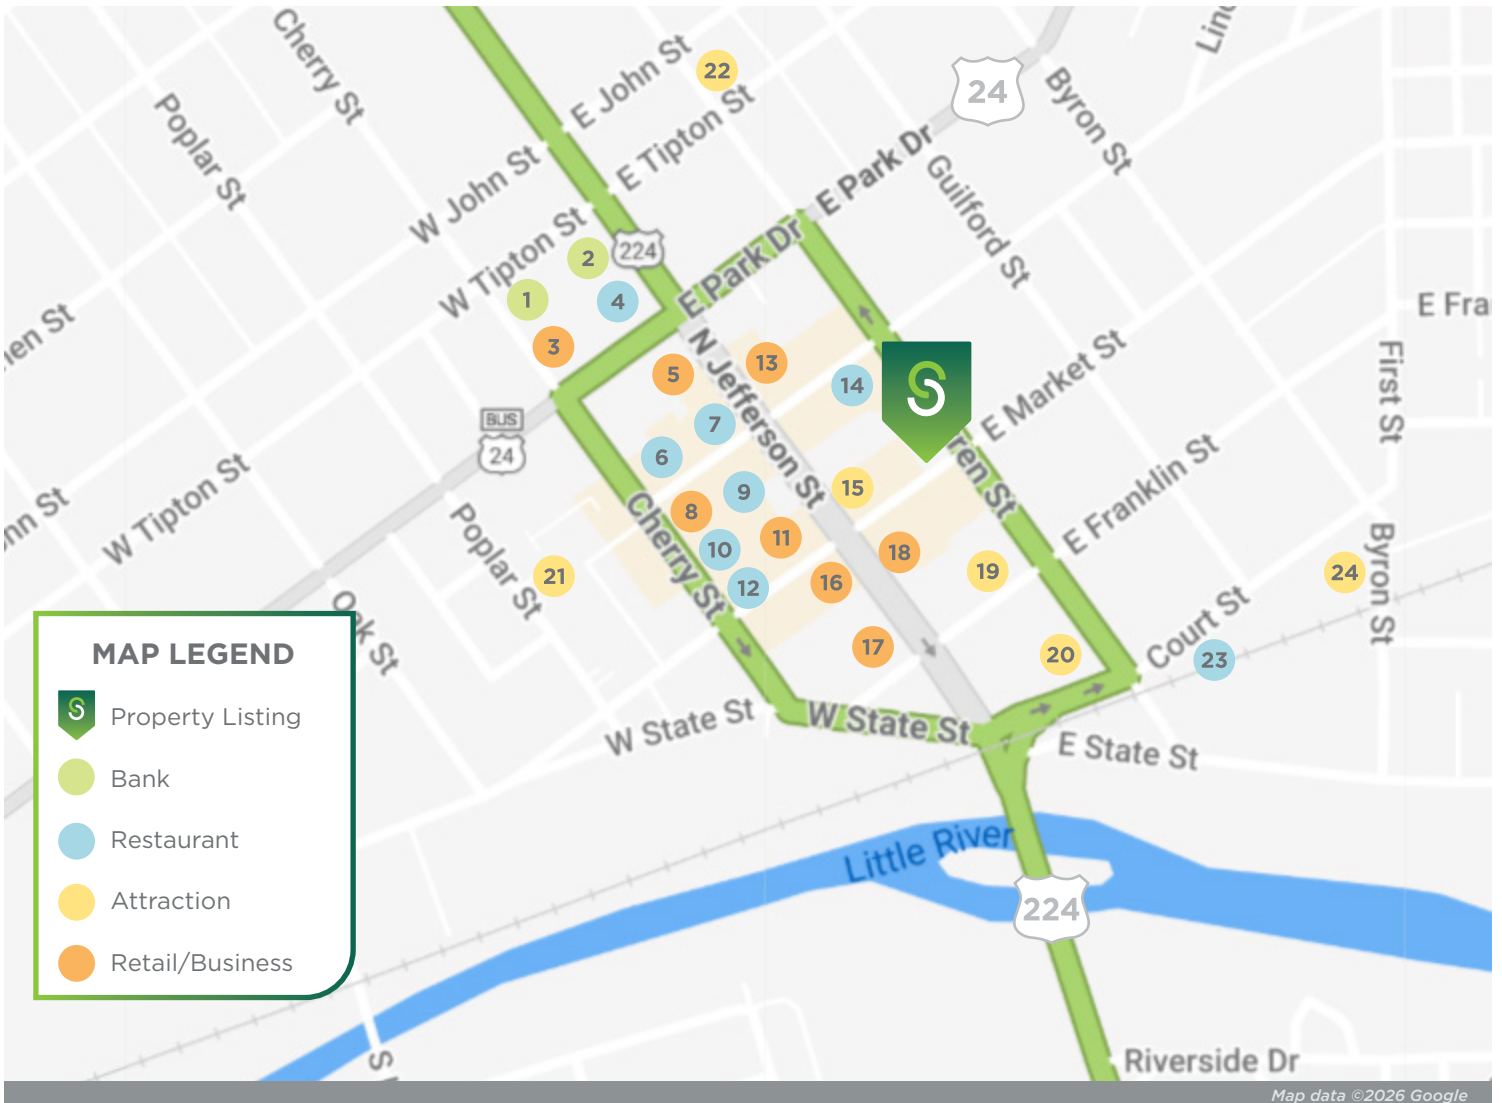 Cherry St
Poplar St
E John St
22
E Tipton St
24
Byron St
W John St
E Park Dr
Guilford St
W Tipton St
2
224
1
4
E Park Dr
3
N Jefferson St
13
5
14
E Market St
E Fra
First St
BUS
24
7
6
9
15
ren St
W Tipton St
Cherry St
8
11
10
18
E Franklin St
Poplar St
21
12
16
19
24
Byron St
Oak St
17
20
Court St
23
W State St
W State St
E State St
Little River
224
Riverside Dr
MAP LEGEND
S
Property Listing
Bank
Restaurant
Attraction
Retail/Business
Map data ©2026 Google